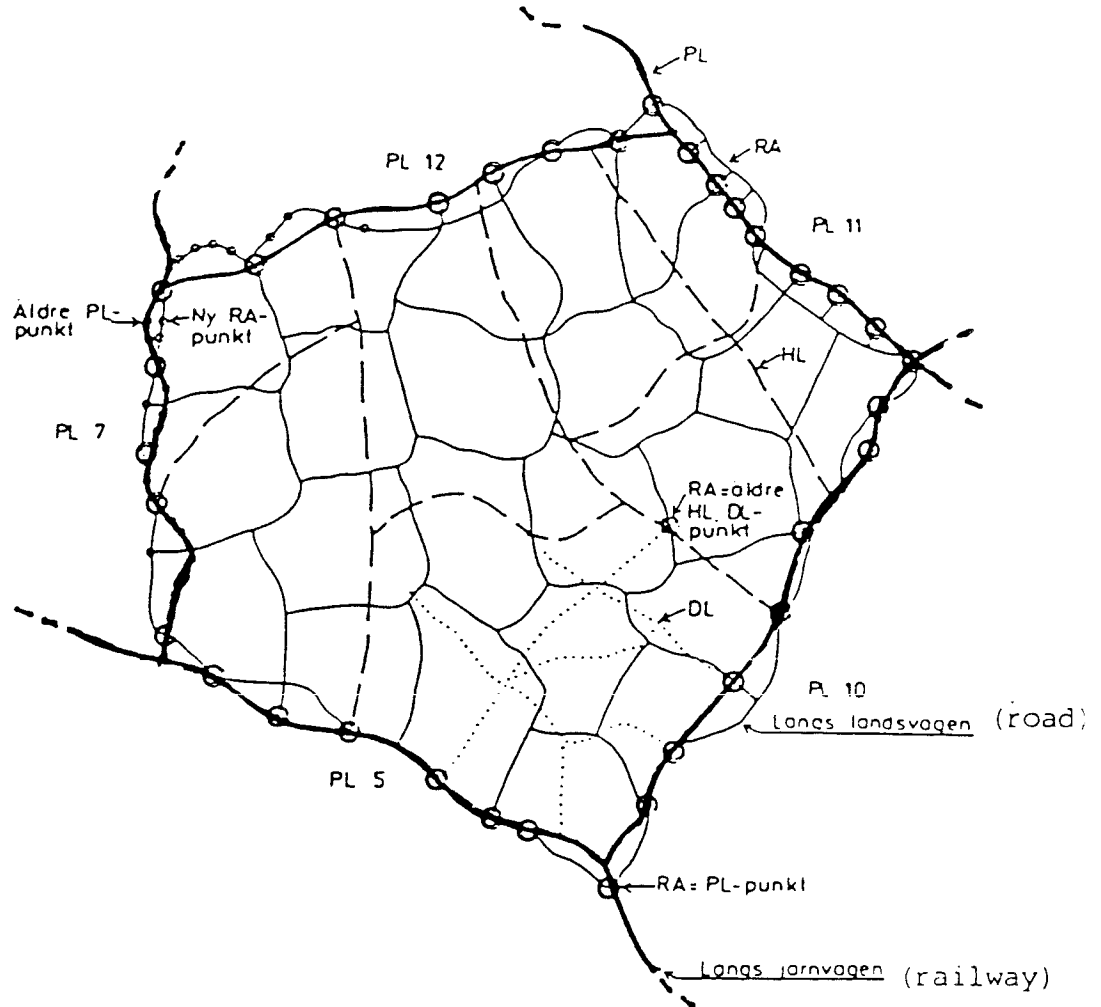 PL
PL 12
RA
PL 11
Äldre PL-
punkt
Ny RA-
punkt
HL
PL 7
RA=äldre
HL DL-
punkt
DL
PL 10
Längs landsvägen (road)
PL 5
RA= PL-punkt
Längs järnvägen (railway)